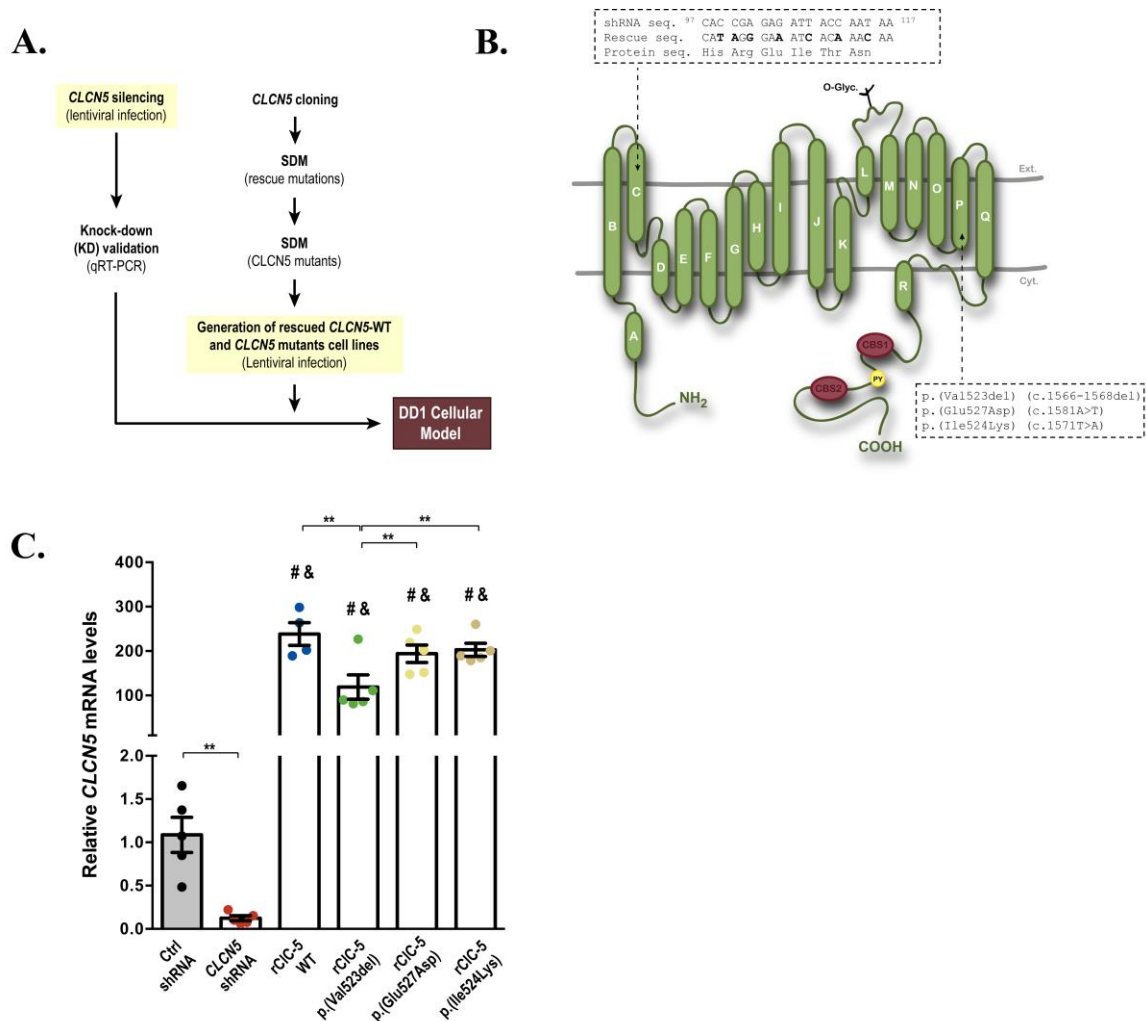 A.
CLCN5 silencing
(lentiviral infection)
Knock-down
(KD) validation
(qRT-PCR)
CLCN5 cloning
SDM
(rescue mutations)
SDM
(CLCN5 mutants)
Generation of rescued CLCN5-WT
and CLCN5 mutants cell lines
(Lentiviral infection)
DD1 Cellular
Model
B.
shRNA seq. 97 CAC CGA GAG ATT ACC AAT AA 117
Rescue seq. CAT AGG GAA ATC ACA AAC AA
Protein seq. His Arg Glu Ile Thr Asn
O-Glyc.
Ext.
Cyt.
B
C
D
E
F
G
H
I
J
K
L
M
N
O
P
Q
R
A
NH2
CBS1
PY
CBS2
COOH
p.(Val523del) (c.1566-1568del)
p.(Glu527Asp) (c.1581A>T)
p.(Ile524Lys) (c.1571T>A)
C.
Relative CLCN5 mRNA levels
400
300
200
100
2.0
1.5
1.0
0.5
0.0
**
**
**
**
# &
# &
# &
# &
Ctrl
shRNA
CLCN5
shRNA
rClC-5
WT
rClC-5
p.(Val523del)
rClC-5
p.(Glu527Asp)
rClC-5
p.(Ile524Lys)